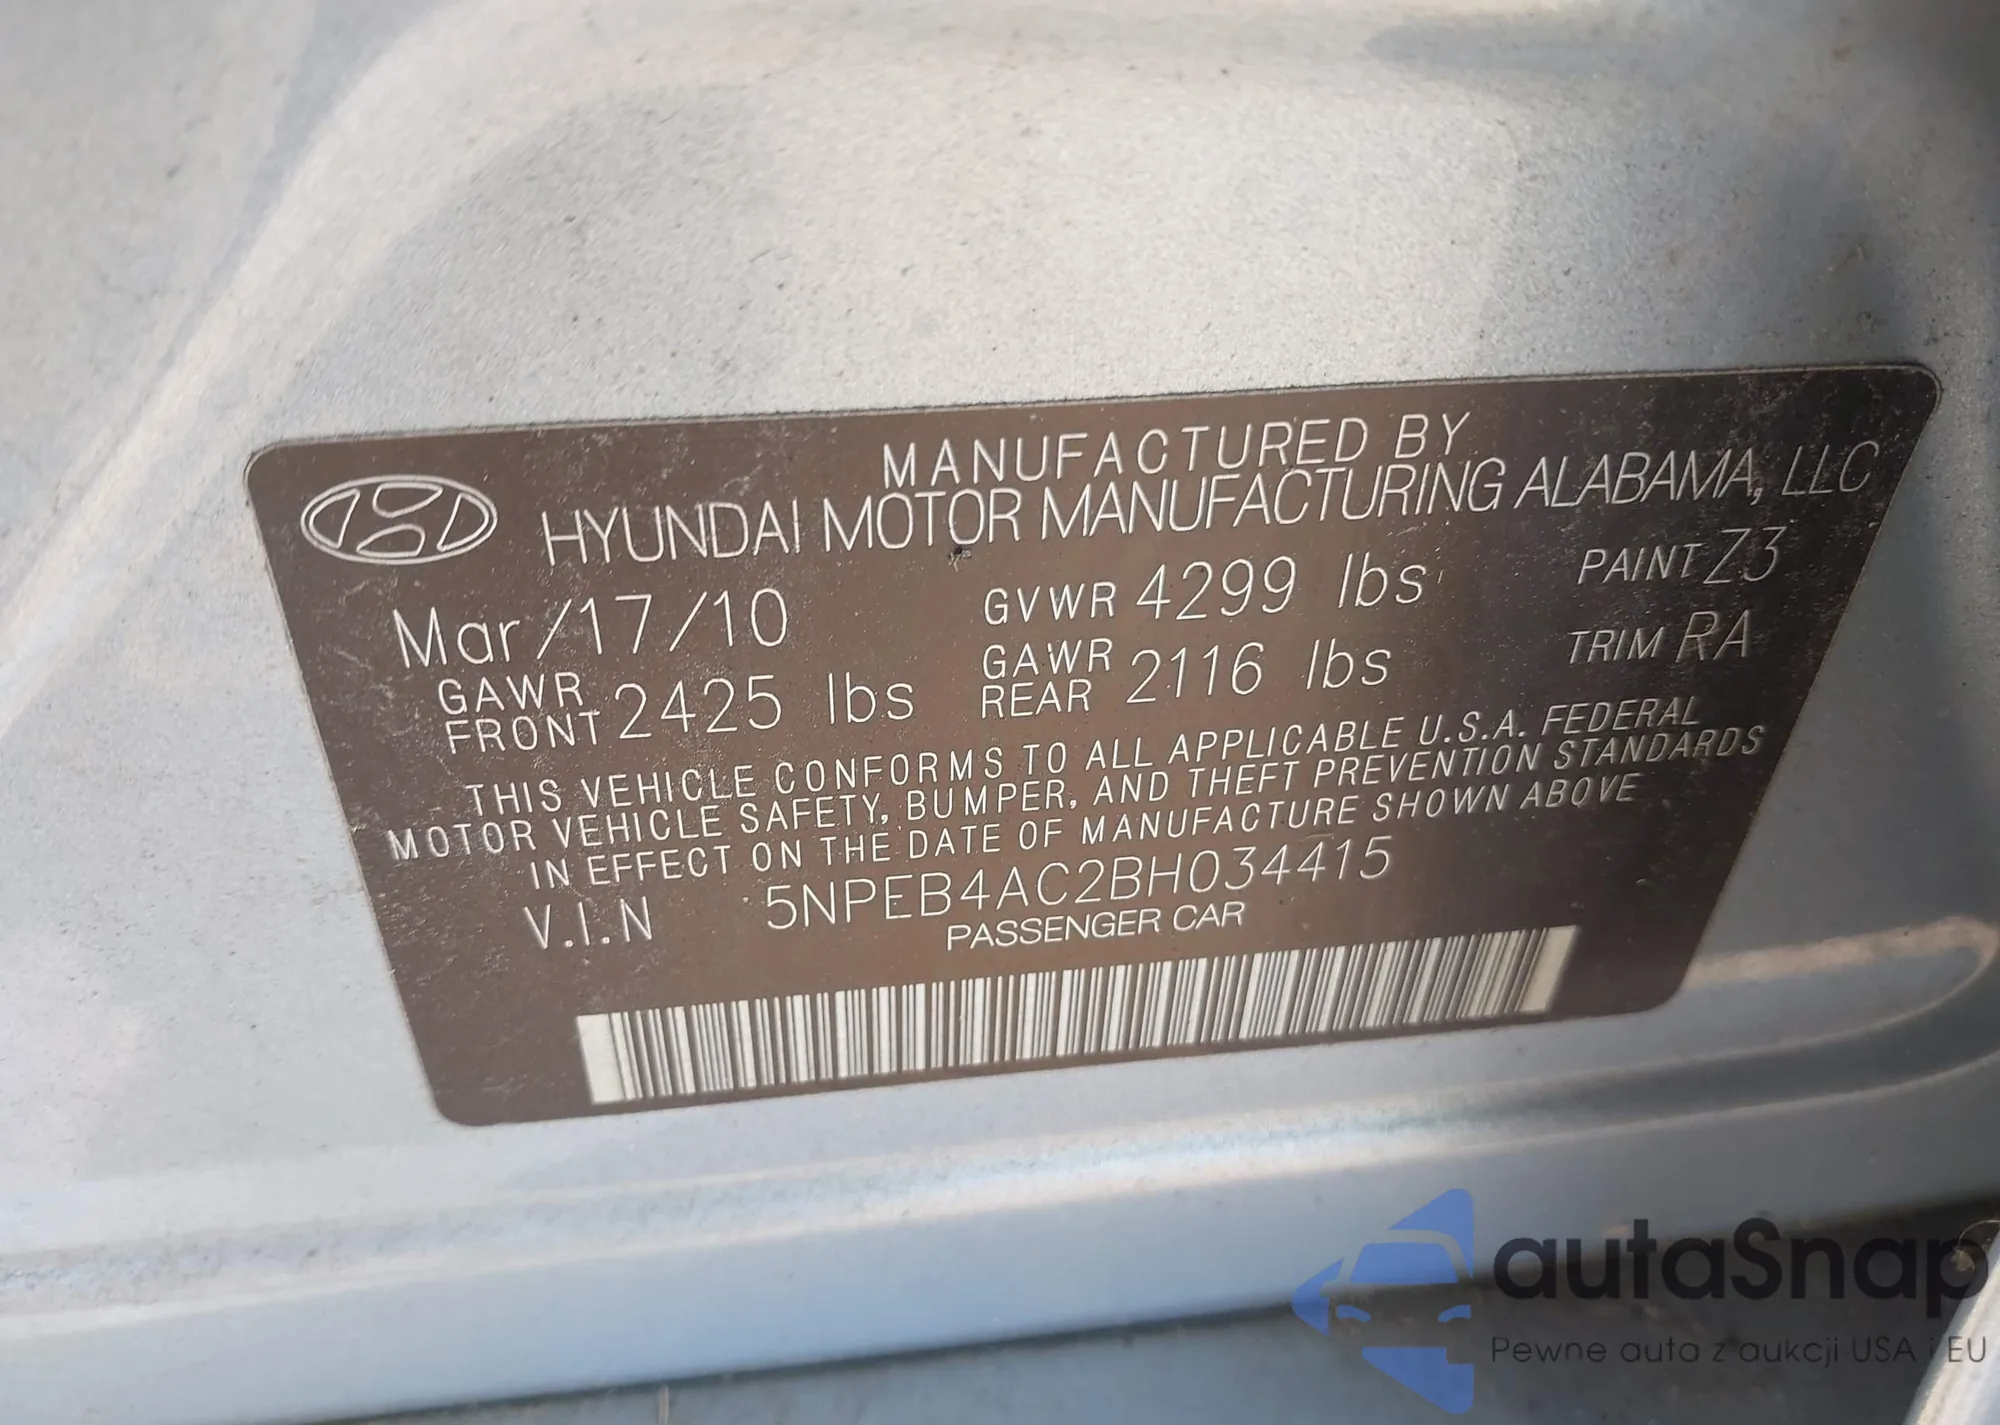 MANUFACTURED BY
HYUNDAI MOTOR MANUFACTURING ALABAMA, LLC
Mar/17/10 GVWR 4299 lbs PAINT Z3
GAWR FRONT 2425 lbs GAWR REAR 2116 lbs TRIM RA
THIS VEHICLE CONFORMS TO ALL APPLICABLE U.S.A. FEDERAL
MOTOR VEHICLE SAFETY, BUMPER, AND THEFT PREVENTION STANDARDS
IN EFFECT ON THE DATE OF MANUFACTURE SHOWN ABOVE
V.I.N 5NPEB4AC2BH034415
PASSENGER CAR
autaSnap
Pewne auta z aukcji USA i EU